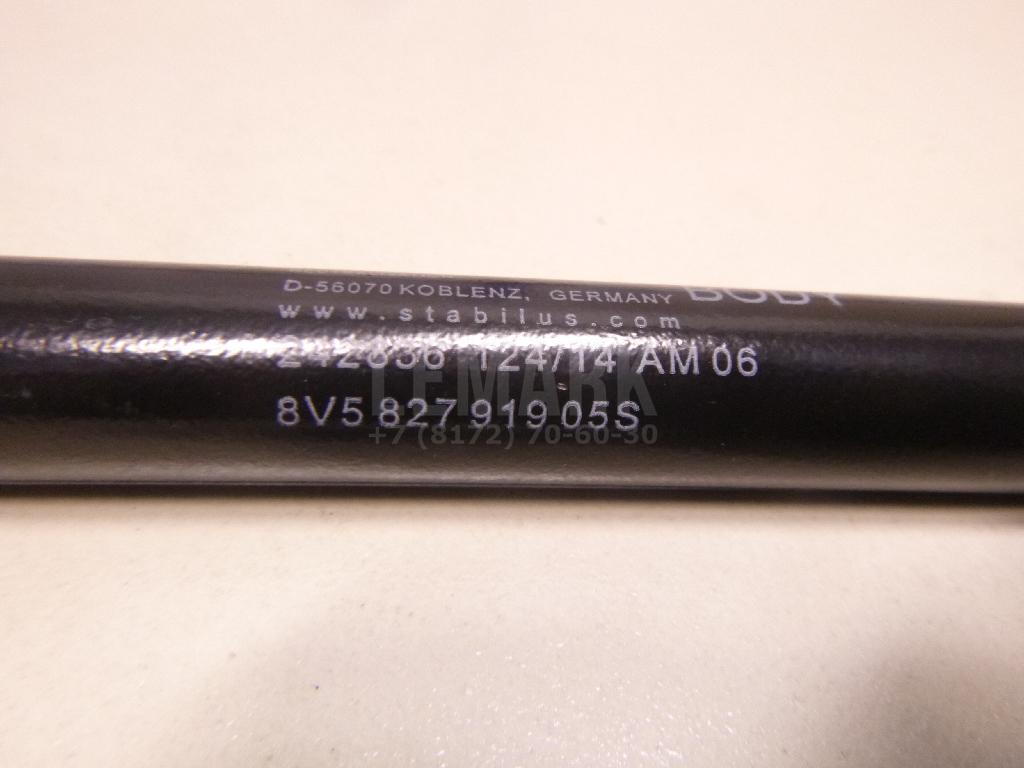 D-56070 KOBLENZ, GERMANY BODY
www.stabilus.com
242836 124/14 AM 06
8V5 827 919 05S
LEMARK
+7 (8172) 70-60-30